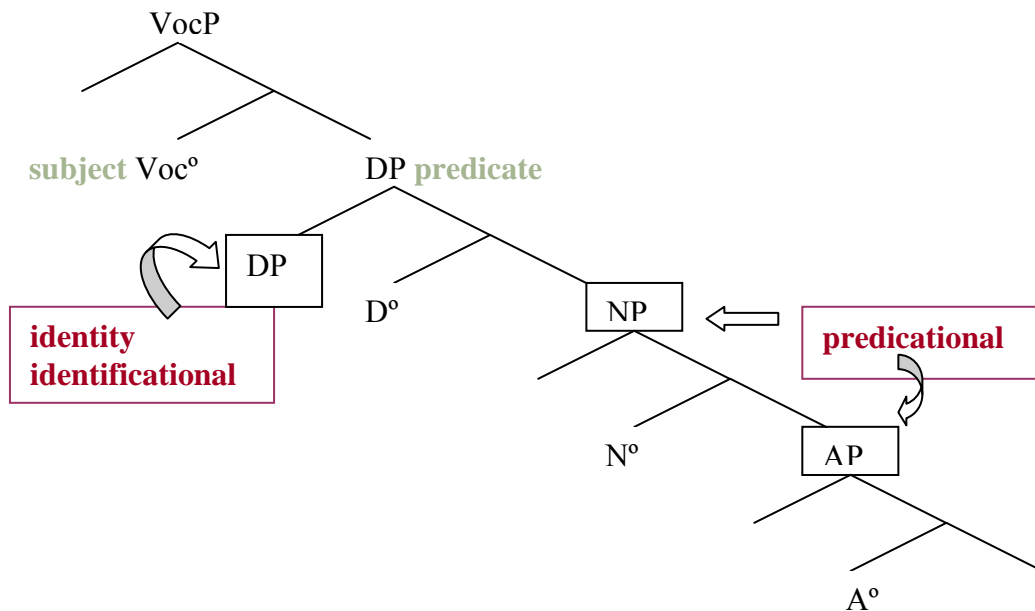 VocP
subject Vocº DP predicate
DP
Dº
NP
identity
identificational
predicational
Nº
AP
Aº